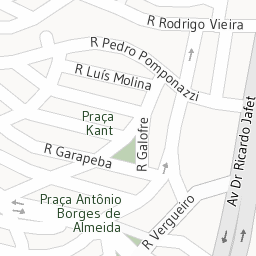 R Rodrigo Vieira
R Pedro Pomponazzi
R Luís Molina
Praça
Kant
R Galofre
Av Dr Ricardo Jafet
R Garapeba
Praça Antônio
Borges de
Almeida
R Vergueiro